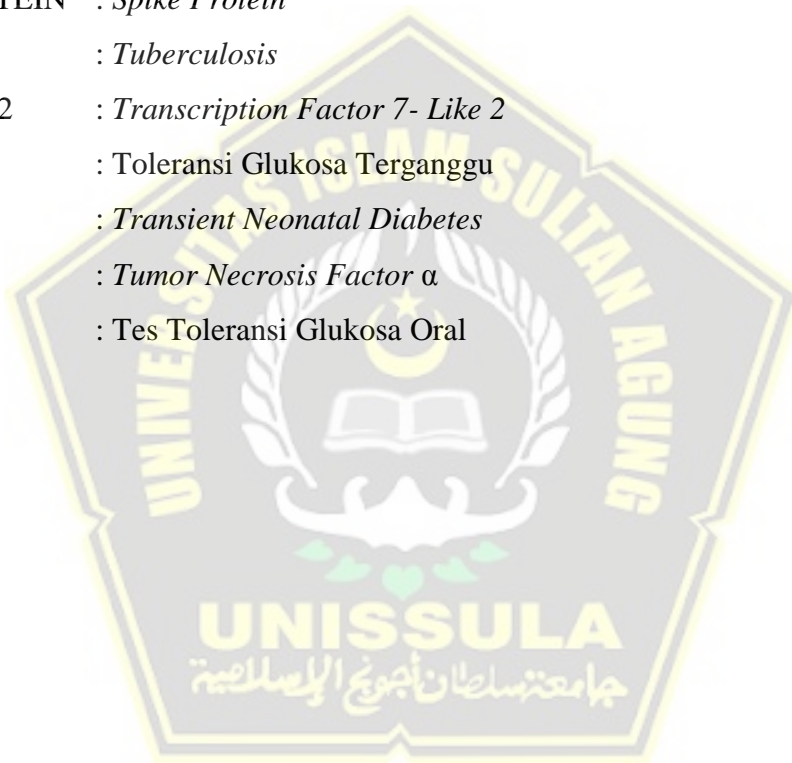 TEIN : Spike Protein
: Tuberculosis
2 : Transcription Factor 7- Like 2
: Toleransi Glukosa Terganggu
: Transient Neonatal Diabetes
: Tumor Necrosis Factor α
: Tes Toleransi Glukosa Oral
UNIVERSITAS ISLAM SULTAN AGUNG
UNISSULA
جامعة سلطان أجونج الإسلامية